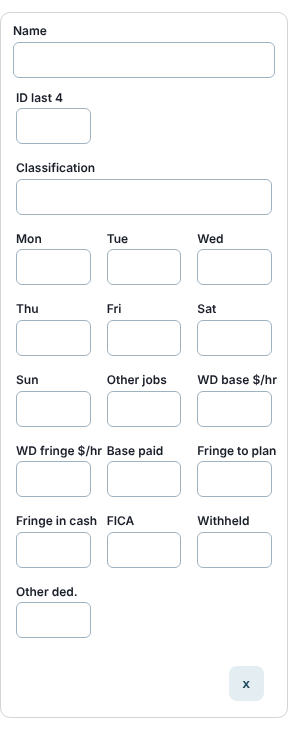 Name
ID last 4
Classification
Mon Tue Wed
Thu Fri Sat
Sun Other jobs WD base $/hr
WD fringe $/hr Base paid Fringe to plan
Fringe in cash FICA Withheld
Other ded.
x